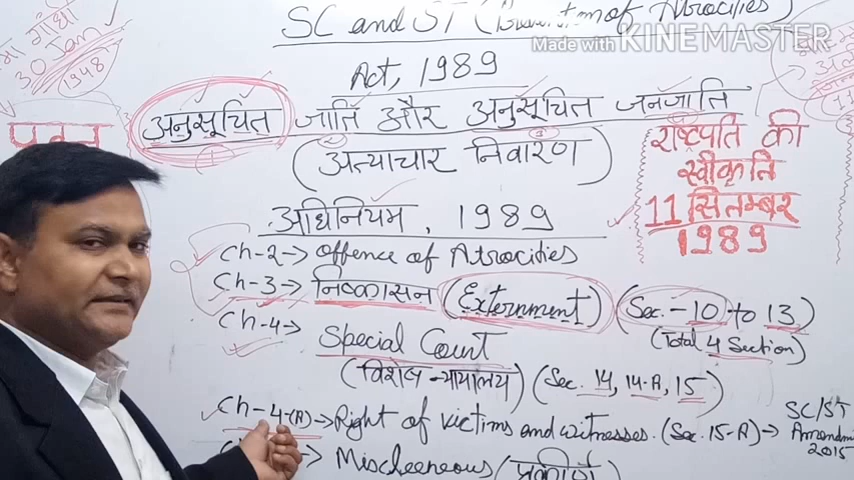 SC and ST (Prevention of Atrocities)
Made with KINEMASTER
Act, 1989
गांधी
30 Jan
1948
अनुसूचित जाति और अनुसूचित जनजाति
(अत्याचार निवारण)
अधिनियम, 1989
राष्ट्रपति की
स्वीकृति
11 सितम्बर
1989
Ch-2→ Offence of Atrocities
Ch-3→ निष्कासन (Externment) (Sec.-10 to 13)
(Total 4 Section)
Ch-4→ Special Court
(विशेष न्यायालय) (Sec. 14, 14-A, 15)
Ch-4-(A)→ Right of victims and witnesses. (Sec. 15-A)→ SC/ST
Amendm
2015
→ Miscleeneous (प्रकीर्ण)